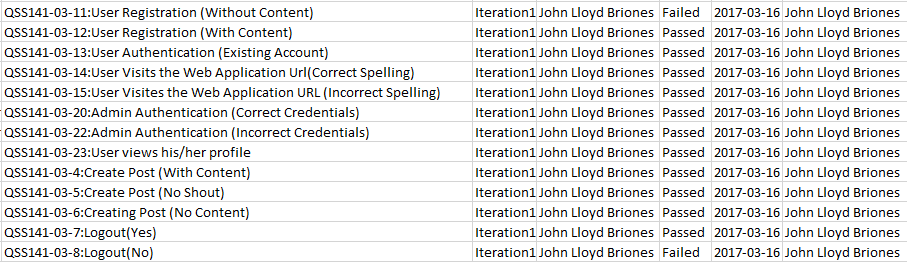 QSS141-03-11:User Registration (Without Content) Iteration1 John Lloyd Briones Failed 2017-03-16 John Lloyd Briones
QSS141-03-12:User Registration (With Content) Iteration1 John Lloyd Briones Passed 2017-03-16 John Lloyd Briones
QSS141-03-13:User Authentication (Existing Account) Iteration1 John Lloyd Briones Passed 2017-03-16 John Lloyd Briones
QSS141-03-14:User Visits the Web Application Url(Correct Spelling) Iteration1 John Lloyd Briones Passed 2017-03-16 John Lloyd Briones
QSS141-03-15:User Visites the Web Application URL (Incorrect Spelling) Iteration1 John Lloyd Briones Passed 2017-03-16 John Lloyd Briones
QSS141-03-20:Admin Authentication (Correct Credentials) Iteration1 John Lloyd Briones Passed 2017-03-16 John Lloyd Briones
QSS141-03-22:Admin Authentication (Incorrect Credentials) Iteration1 John Lloyd Briones Passed 2017-03-16 John Lloyd Briones
QSS141-03-23:User views his/her profile Iteration1 John Lloyd Briones Passed 2017-03-16 John Lloyd Briones
QSS141-03-4:Create Post (With Content) Iteration1 John Lloyd Briones Passed 2017-03-16 John Lloyd Briones
QSS141-03-5:Create Post (No Shout) Iteration1 John Lloyd Briones Passed 2017-03-16 John Lloyd Briones
QSS141-03-6:Creating Post (No Content) Iteration1 John Lloyd Briones Passed 2017-03-16 John Lloyd Briones
QSS141-03-7:Logout(Yes) Iteration1 John Lloyd Briones Passed 2017-03-16 John Lloyd Briones
QSS141-03-8:Logout(No) Iteration1 John Lloyd Briones Failed 2017-03-16 John Lloyd Briones